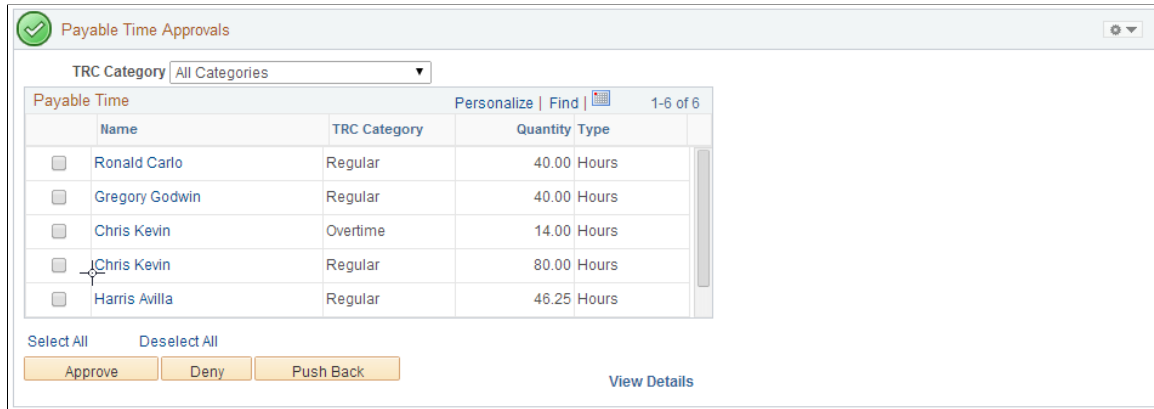 Payable Time Approvals
TRC Category All Categories
Payable Time Personalize | Find | 1-6 of 6
Name TRC Category Quantity Type
Ronald Carlo Regular 40.00 Hours
Gregory Godwin Regular 40.00 Hours
Chris Kevin Overtime 14.00 Hours
Chris Kevin Regular 80.00 Hours
Harris Avilla Regular 46.25 Hours
Select All Deselect All
Approve Deny Push Back
View Details